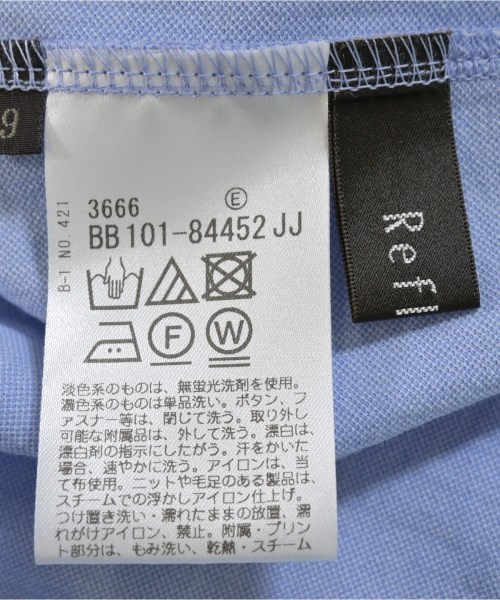 9
B-1 NO. 421
E
3666
BB 101-84452 JJ
F
W
淡色系のものは、無蛍光洗剤を使用。
濃色系のものは単品洗い。ボタン、フ
ァスナー等は、閉じて洗う。取り外し
可能な附属品は、外して洗う。漂白は、
漂白剤の指示にしたがう。汗をかいた
場合、速やかに洗う。アイロンは、当
て布使用。ニットや毛足のある製品は、
スチームでの浮かしアイロン仕上げ。
つけ置き洗い・濡れたままの放置、濡
れがけアイロン、禁止。附属・プリン
ト部分は、もみ洗い、乾熱・スチーム
Refl